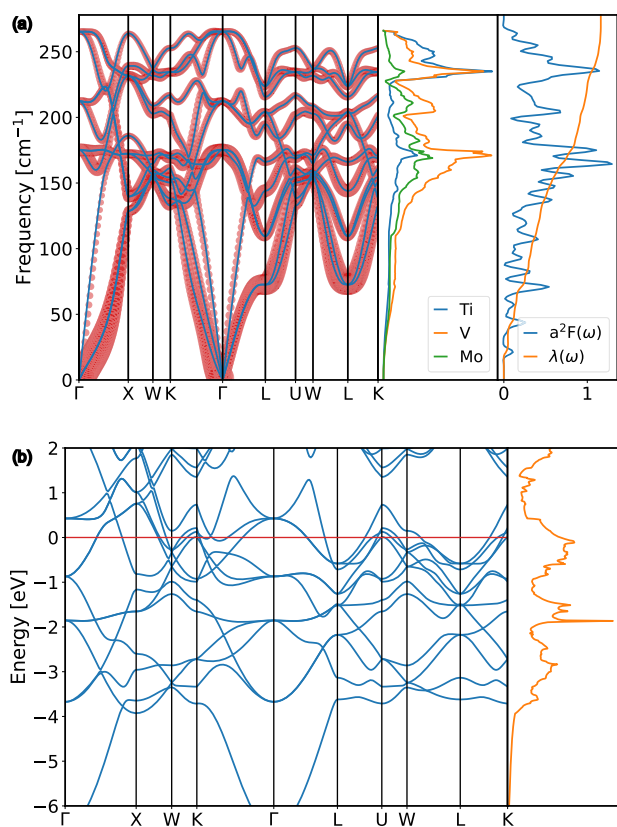 (a)
Frequency [cm⁻¹]
250
200
150
100
50
0
Γ X W K Γ L U W L K
Ti
V
Mo
a²F(ω)
λ(ω)
0 1
(b)
Energy [eV]
2
1
0
−1
−2
−3
−4
−5
−6
Γ X W K Γ L U W L K